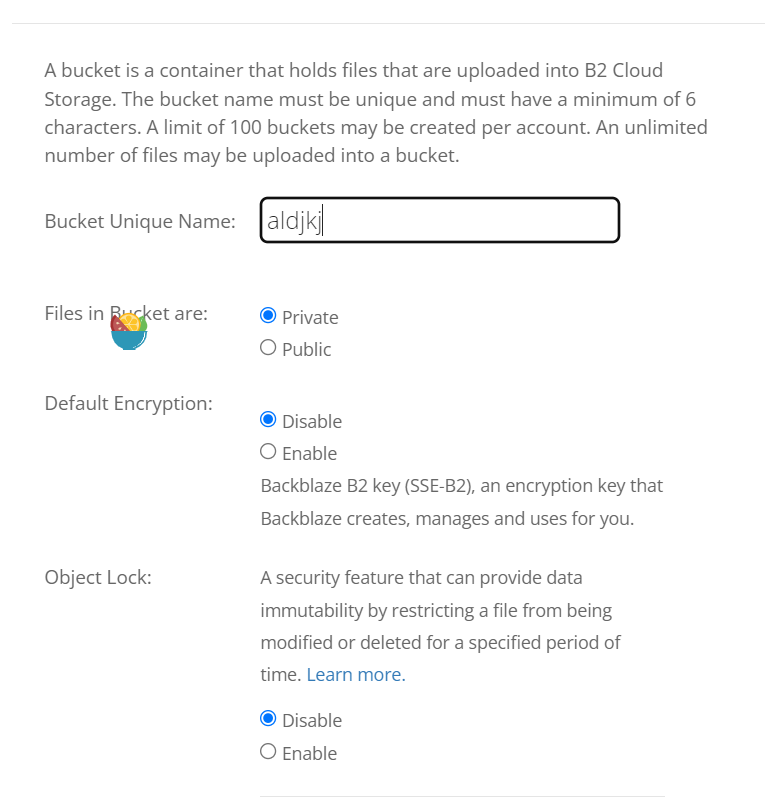 A bucket is a container that holds files that are uploaded into B2 Cloud
Storage. The bucket name must be unique and must have a minimum of 6
characters. A limit of 100 buckets may be created per account. An unlimited
number of files may be uploaded into a bucket.
Bucket Unique Name: aldjkj
Files in Bucket are:
Private
Public
Default Encryption:
Disable
Enable
Backblaze B2 key (SSE-B2), an encryption key that
Backblaze creates, manages and uses for you.
Object Lock: A security feature that can provide data
immutability by restricting a file from being
modified or deleted for a specified period of
time. Learn more.
Disable
Enable